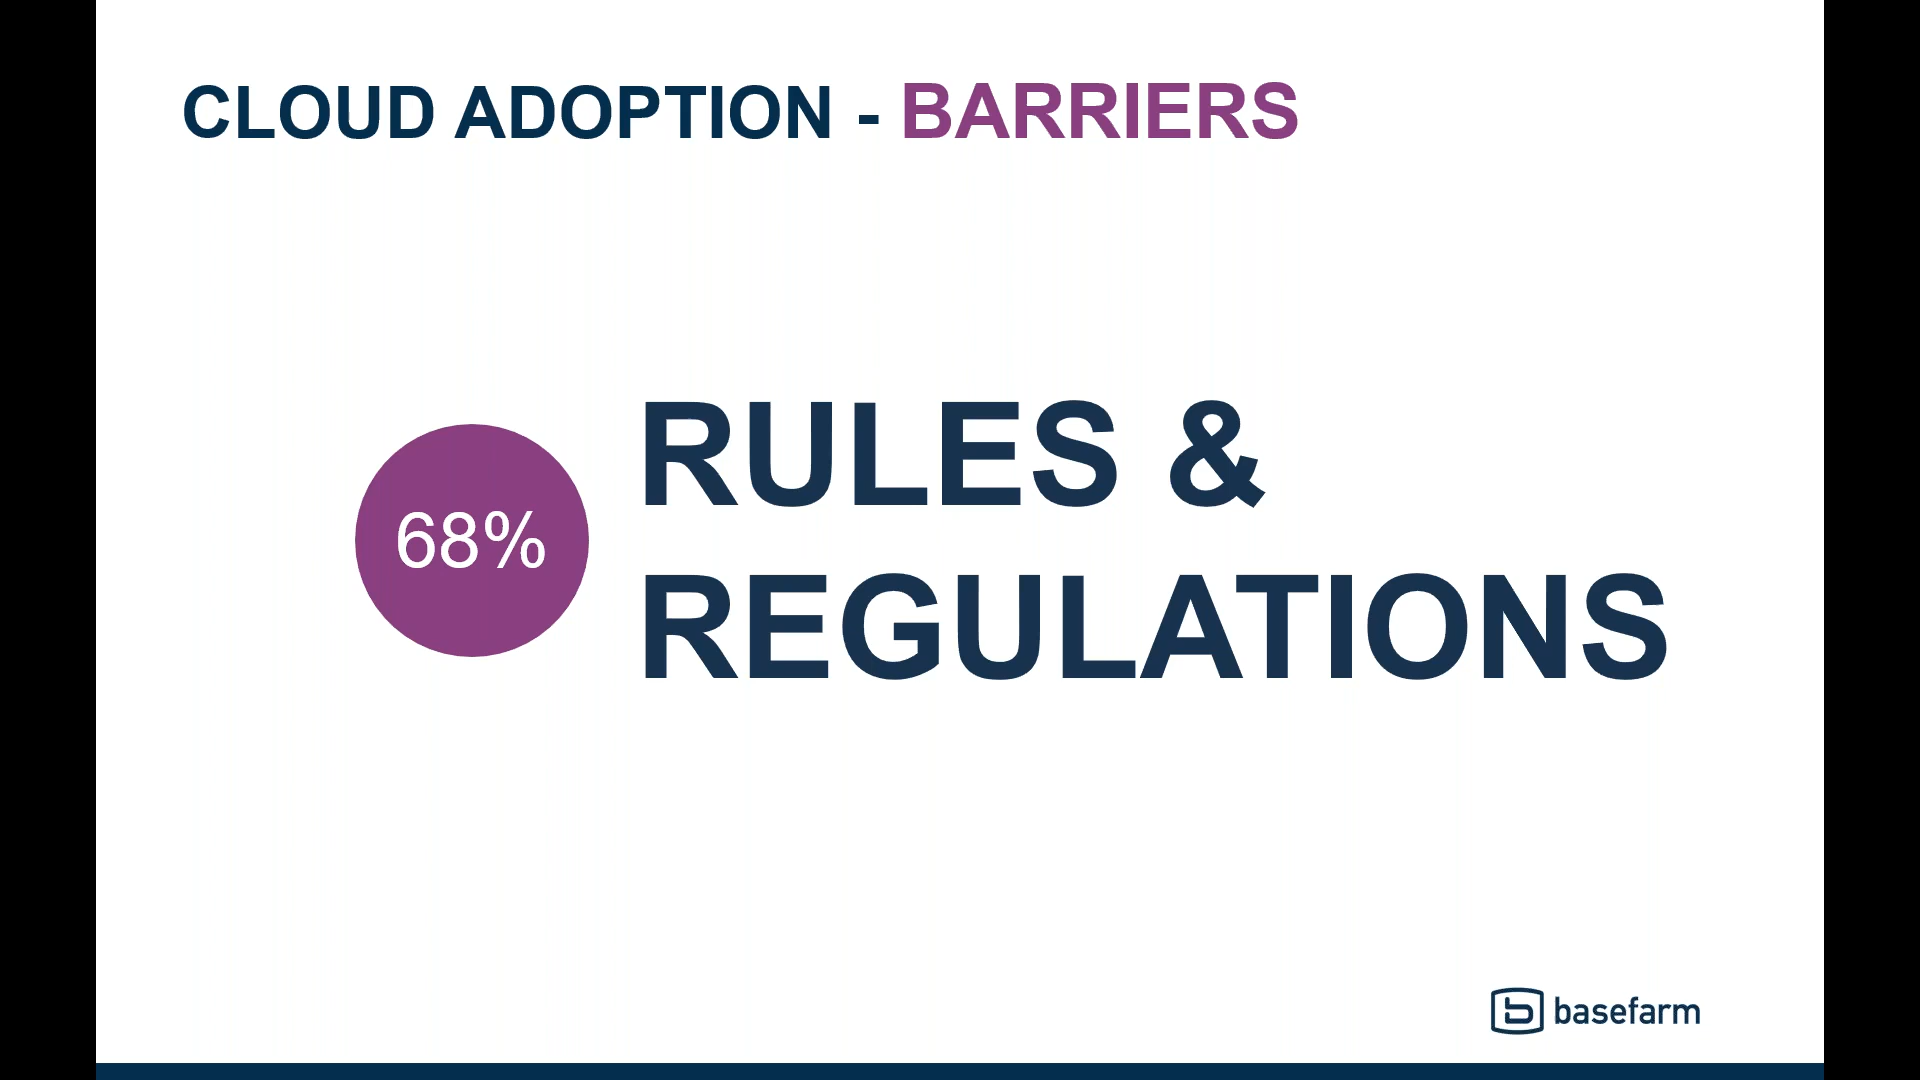 CLOUD ADOPTION - BARRIERS
68%
RULES &
REGULATIONS
basefarm